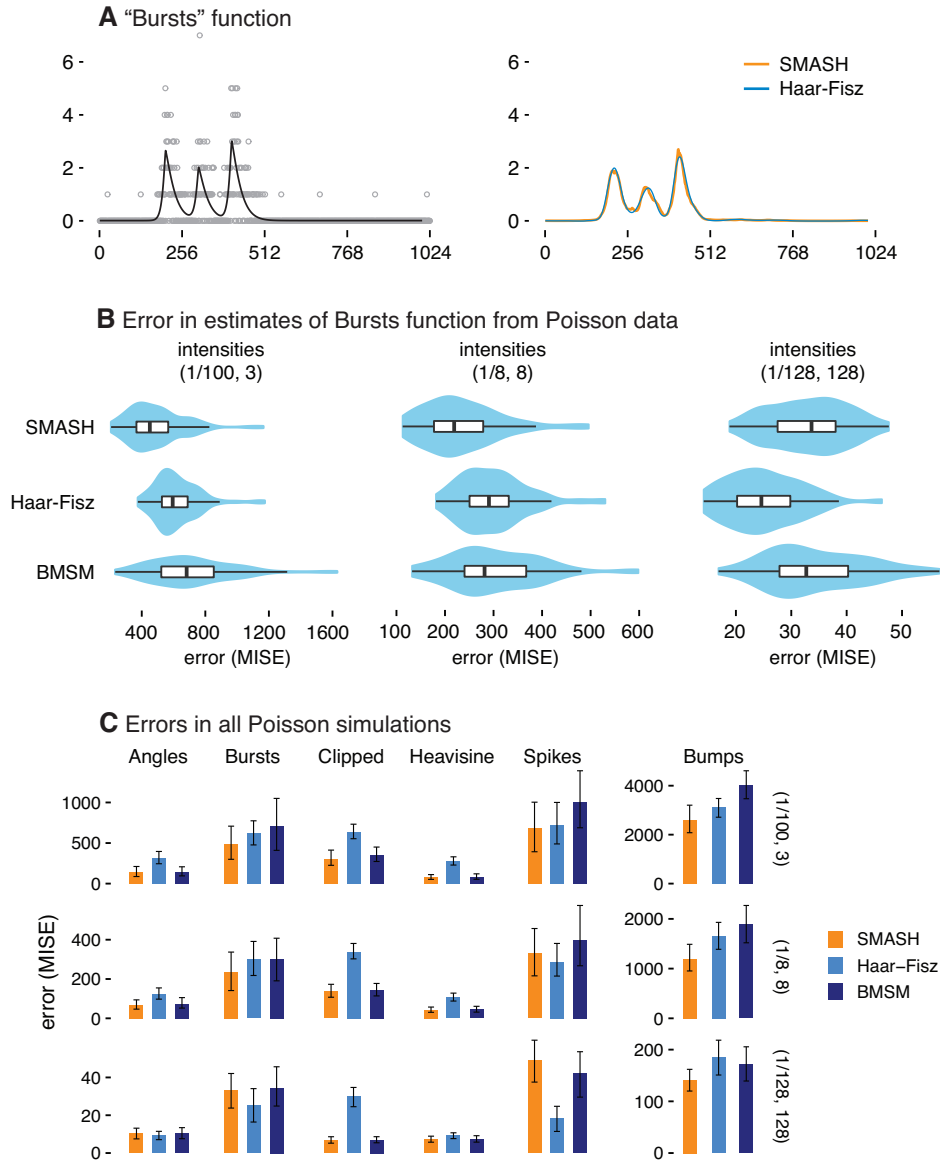 A “Bursts” function
6
4
2
0
0 256 512 768 1024
6
4
2
0
0 256 512 768 1024
SMASH
Haar-Fisz
B Error in estimates of Bursts function from Poisson data
intensities
(1/100, 3)
intensities
(1/8, 8)
intensities
(1/128, 128)
SMASH
Haar-Fisz
BMSM
400 800 1200 1600
error (MISE)
100 200 300 400 500 600
error (MISE)
20 30 40 50
error (MISE)
C Errors in all Poisson simulations
Angles Bursts Clipped Heavisine Spikes Bumps
1000
500
0
4000
2000
0
(1/100, 3)
error (MISE)
400
200
0
2000
1000
0
(1/8, 8)
SMASH
Haar–Fisz
BMSM
40
20
0
200
100
0
(1/128, 128)